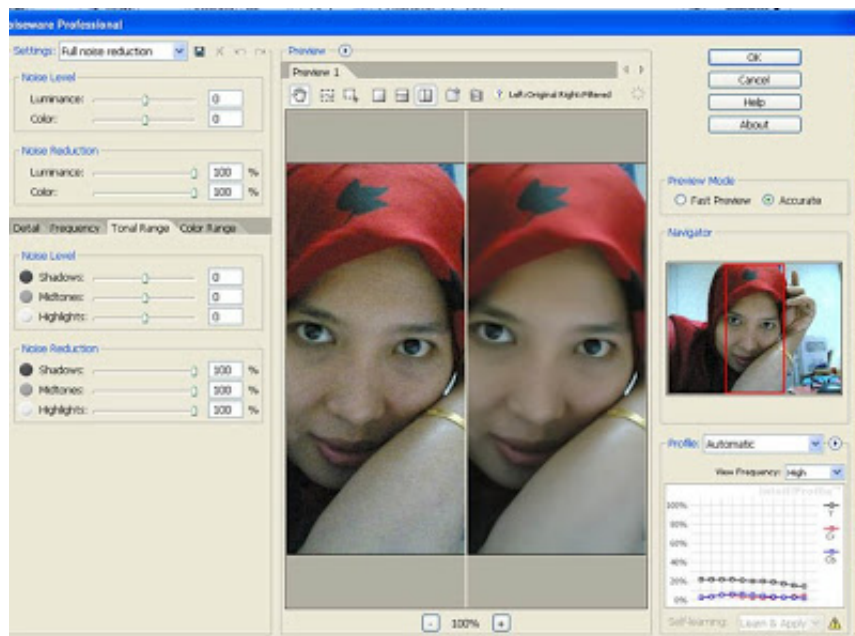 Noiseware Professional
Settings: Full noise reduction
Noise Level
Luminance: 0
Color: 0
Noise Reduction
Luminance: 100 %
Color: 100 %
Detail Frequency Tonal Range Color Range
Noise Level
Shadows: 0
Midtones: 0
Highlights: 0
Noise Reduction
Shadows: 100 %
Midtones: 100 %
Highlights: 100 %
Preview
Preview 1
Left:Original Right:Filtered
- 100% +
OK
Cancel
Help
About
Preview Mode
Fast Preview Accurate
Navigator
Profile: Automatic
View Frequency: High
100%
80%
60%
40%
20%
0%
Y
Cr
Cb
Self-learning: Learn & Apply